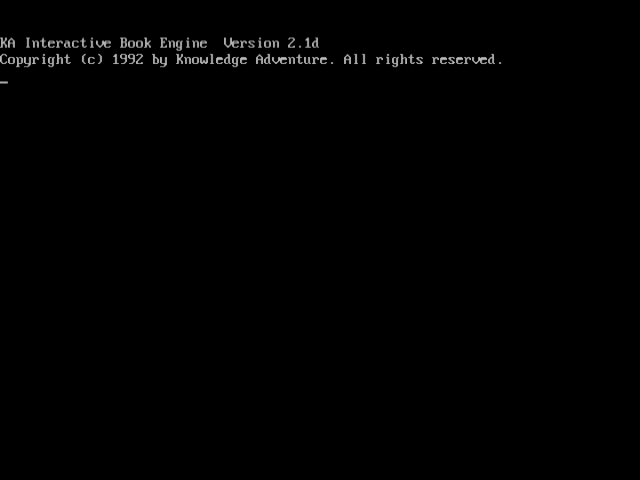 KA Interactive Book Engine  Version 2.1d
Copyright (c) 1992 by Knowledge Adventure. All rights reserved.